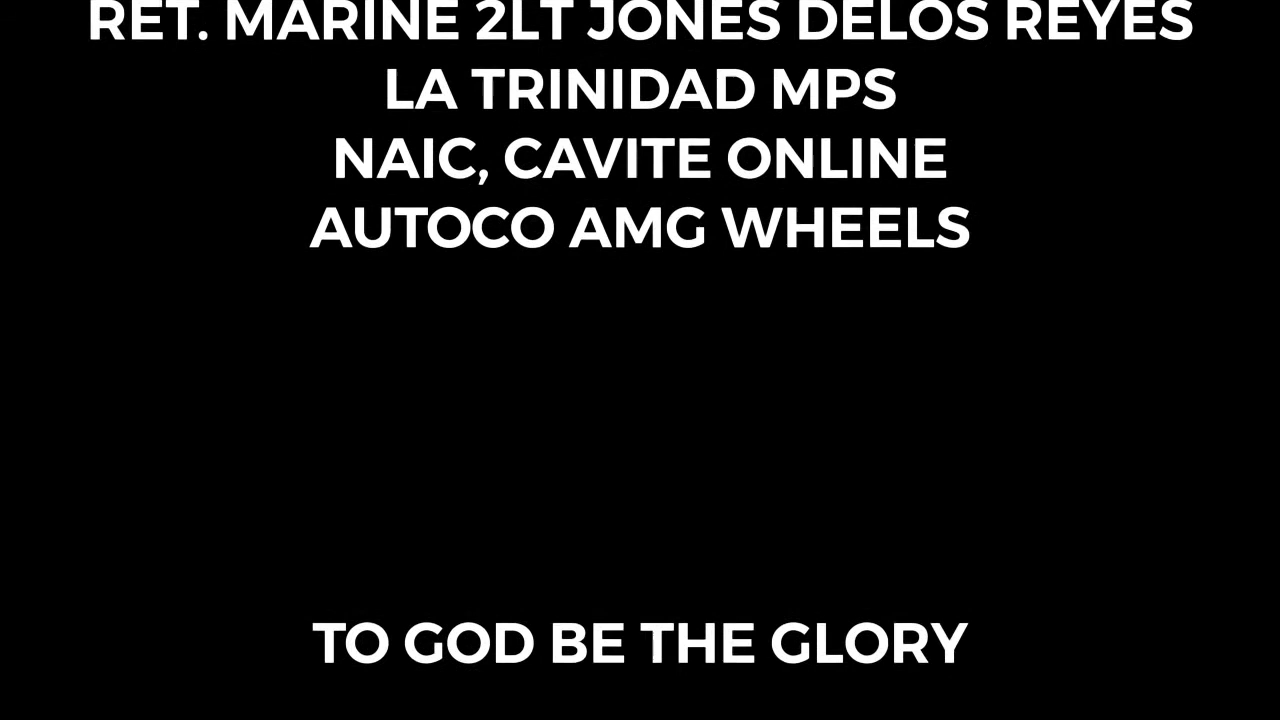 RET. MARINE 2LT JONES DELOS REYES
LA TRINIDAD MPS
NAIC, CAVITE ONLINE
AUTOCO AMG WHEELS
TO GOD BE THE GLORY